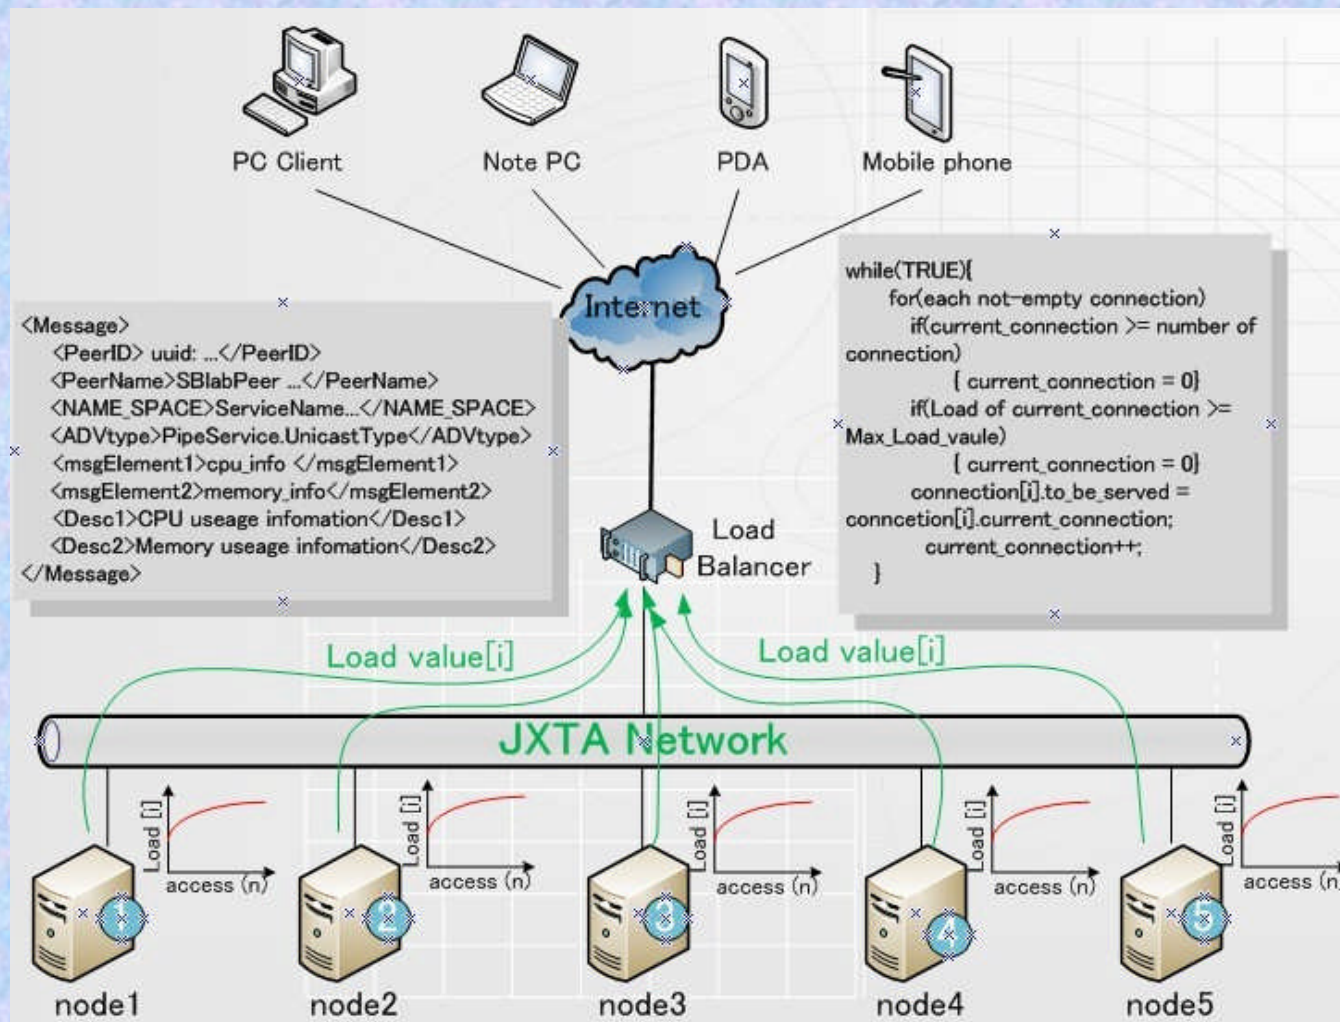 PC Client
Note PC
PDA
Mobile phone
Internet
<Message>
<PeerID> uuid: ...</PeerID>
<PeerName>SBlabPeer ...</PeerName>
<NAME_SPACE>ServiceName...</NAME_SPACE>
<ADVtype>PipeService.UnicastType</ADVtype>
<msgElement1>cpu_info </msgElement1>
<msgElement2>memory_info</msgElement2>
<Desc1>CPU useage infomation</Desc1>
<Desc2>Memory useage infomation</Desc2>
</Message>
while(TRUE){
for(each not-empty connection)
if(current_connection >= number of
connection)
{ current_connection = 0}
if(Load of current_connection >=
Max_Load_vaule)
{ current_connection = 0}
connection[i].to_be_served =
conncetion[i].current_connection;
current_connection++;
}
Load
Balancer
Load value[i]
Load value[i]
JXTA Network
Load [i]
access (n)
Load [i]
access (n)
Load [i]
access (n)
Load [i]
access (n)
Load [i]
access (n)
1
2
3
4
5
node1
node2
node3
node4
node5